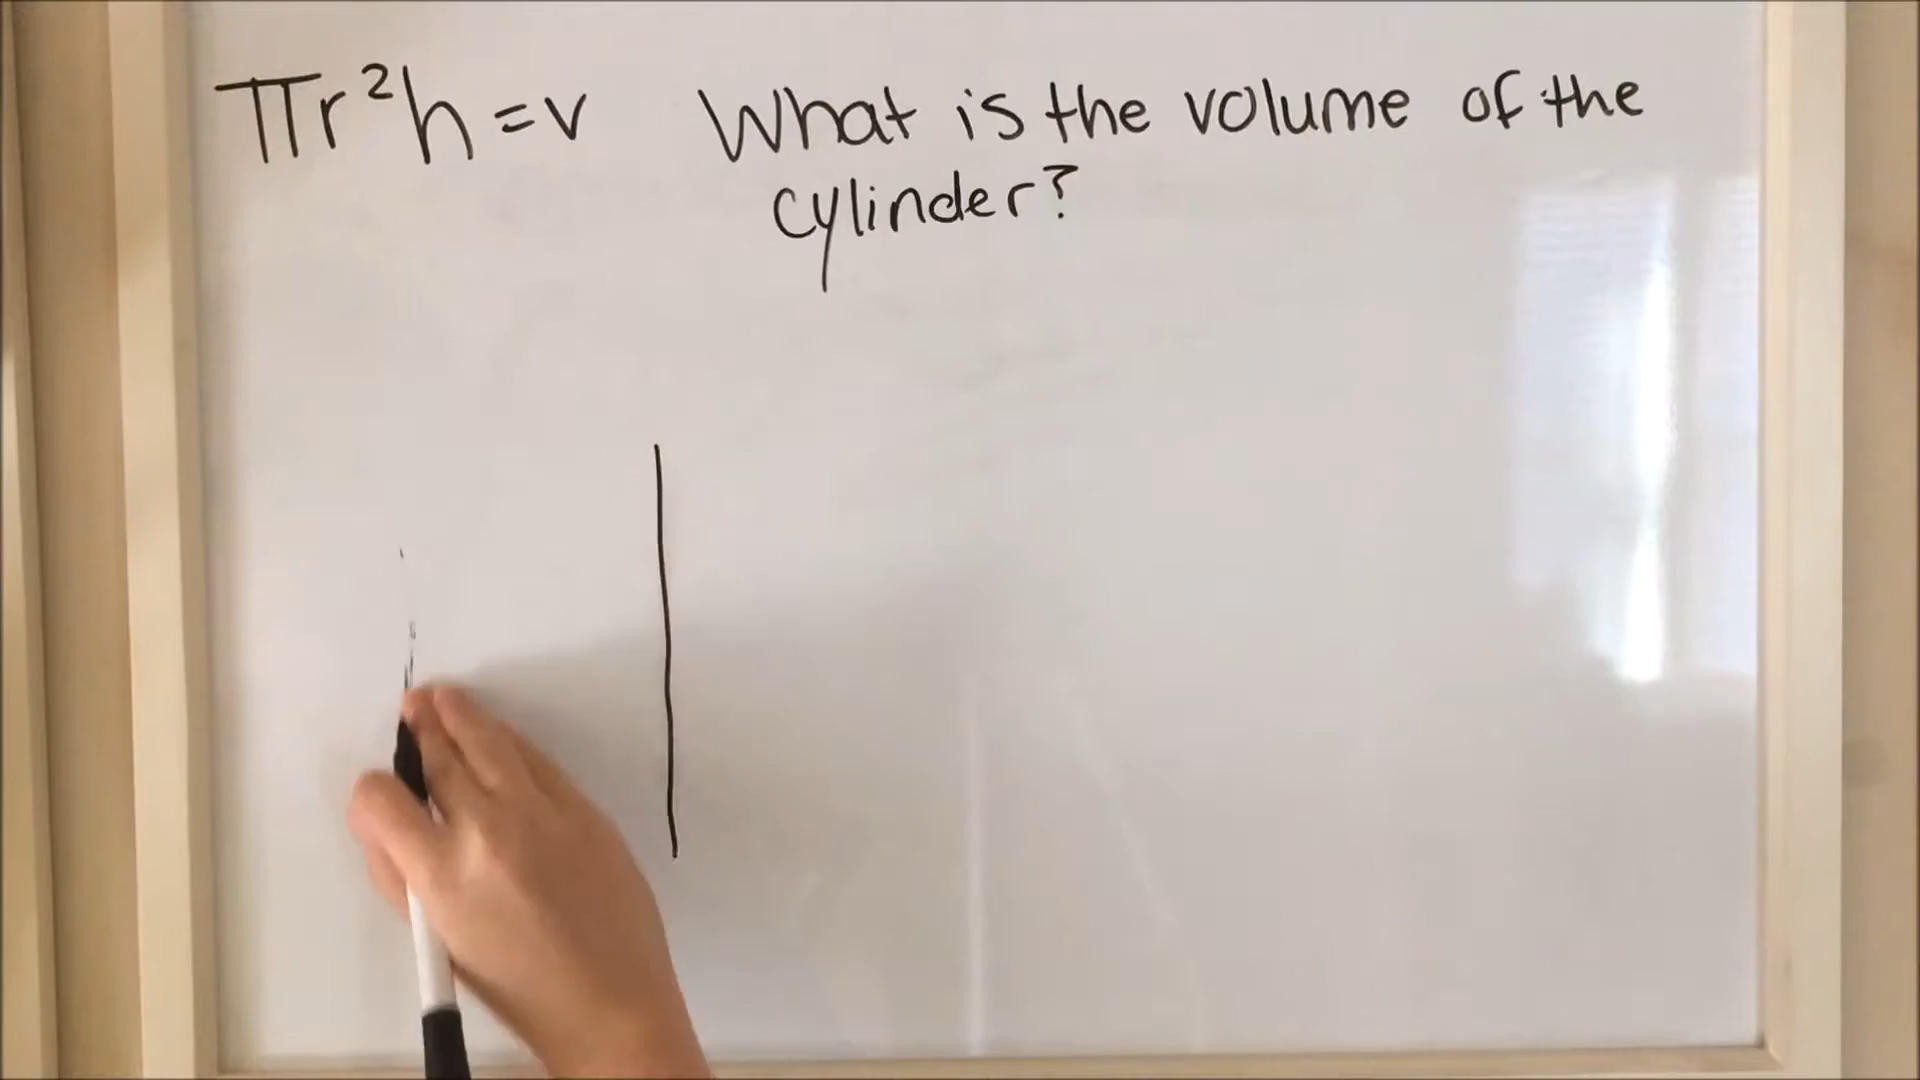 πr²h = v What is the volume of the
cylinder?